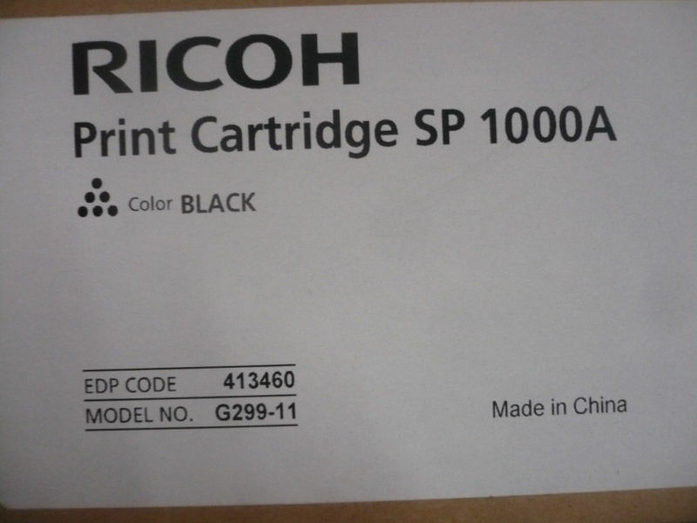 RICOH
Print Cartridge SP 1000A
Color BLACK
EDP CODE 413460
MODEL NO. G299-11
Made in China